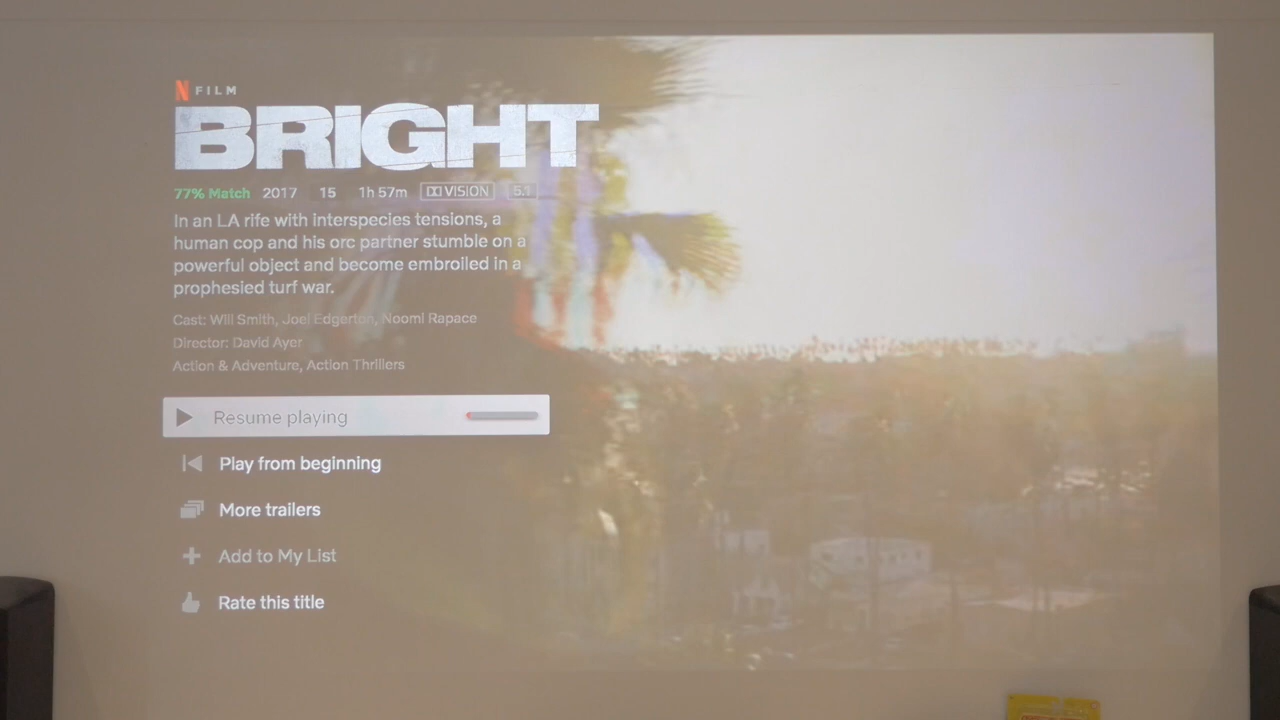 N FILM
BRIGHT
77% Match 2017 15 1h 57m DOLBY VISION 5.1
In an LA rife with interspecies tensions, a
human cop and his orc partner stumble on a
powerful object and become embroiled in a
prophesied turf war.
Cast: Will Smith, Joel Edgerton, Noomi Rapace
Director: David Ayer
Action & Adventure, Action Thrillers
Resume playing
Play from beginning
More trailers
Add to My List
Rate this title